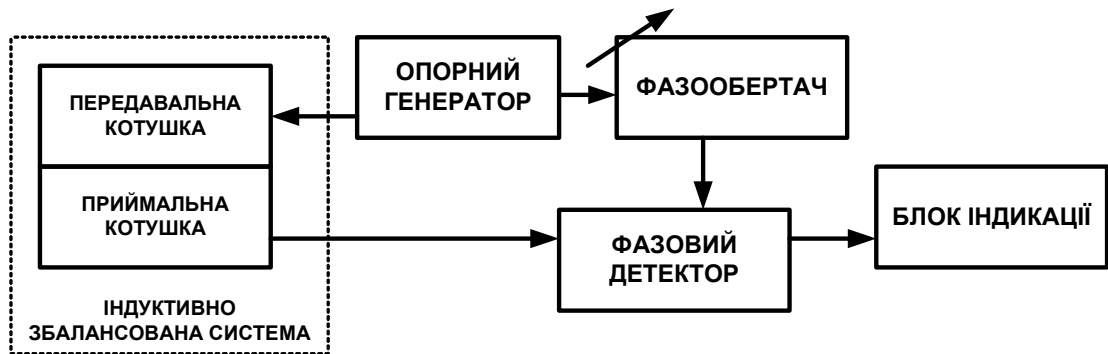 ПЕРЕДАВАЛЬНА
КОТУШКА
ПРИЙМАЛЬНА
КОТУШКА
ІНДУКТИВНО
ЗБАЛАНСОВАНА СИСТЕМА
ОПОРНИЙ
ГЕНЕРАТОР
ФАЗООБЕРТАЧ
ФАЗОВИЙ
ДЕТЕКТОР
БЛОК ІНДИКАЦІЇ